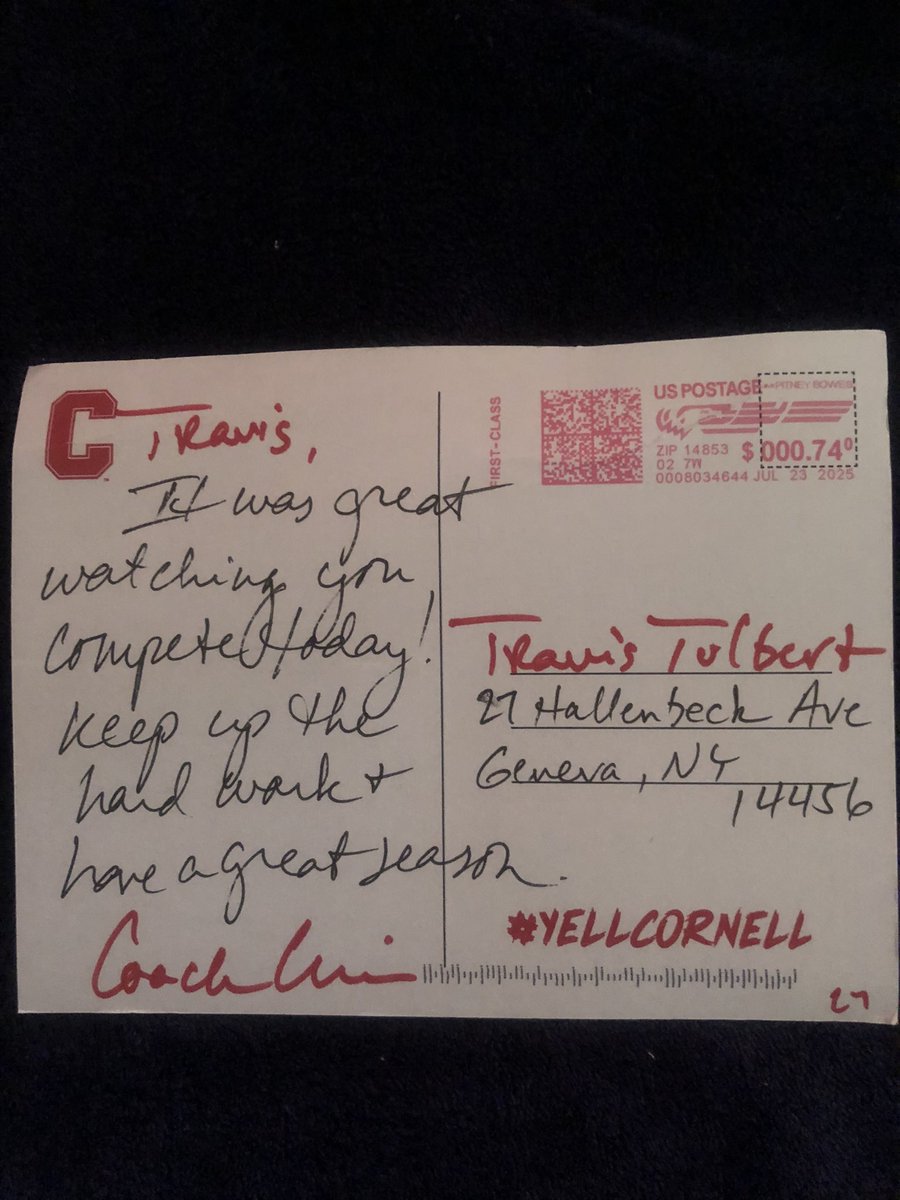 C
Travis,
It was great
watching you
compete today!
Keep up the
hard work +
have a great season.
Coach
FIRST-CLASS
US POSTAGE PITNEY BOWES
ZIP 14853 $ 000.74⁰
02 7W
0008034644 JUL 23 2025
Travis Tulbert
27 Hallenbeck Ave
Geneva, NY
14456
#YELLCORNELL
27